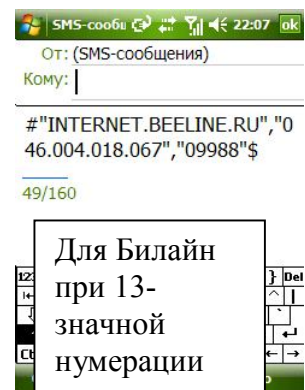 SMS-сообщ 22:07 ok
От: (SMS-сообщения)
Кому:
#"INTERNET.BEELINE.RU","0
46.004.018.067","09988"$
49/160
Для Билайн
при 13-
значной
нумерации
123 } Del